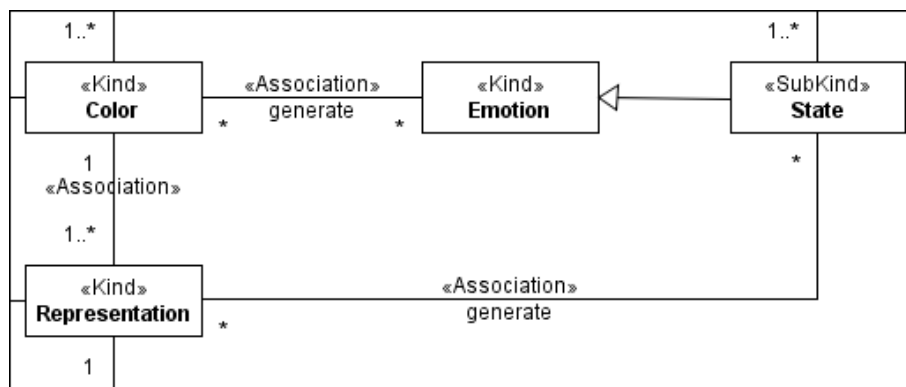 1..*
1..*
«Kind»
Color
«Association»
generate
«Kind»
Emotion
«SubKind»
State
*
*
1
*
«Association»
1..*
«Kind»
Representation
«Association»
generate
*
1